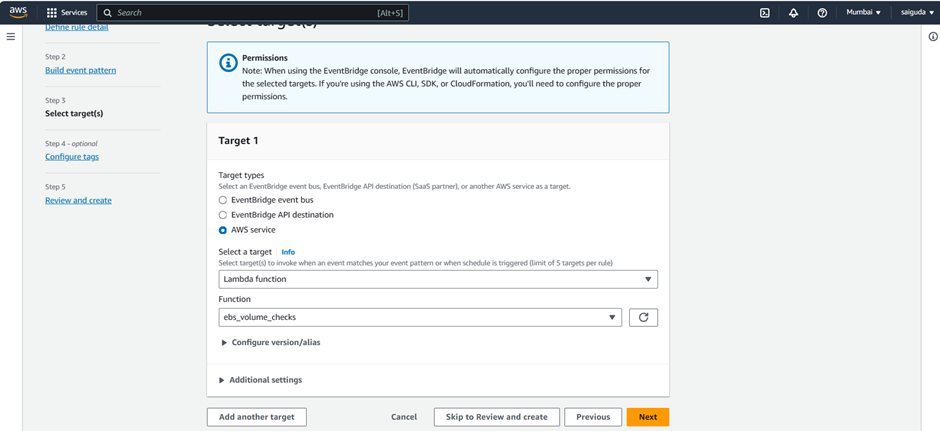 aws
Services
Search
[Alt+S]
Mumbai
saiguda
Define rule detail
Select target(s)
Step 2
Build event pattern
Step 3
Select target(s)
Step 4 - optional
Configure tags
Step 5
Review and create
Permissions
Note: When using the EventBridge console, EventBridge will automatically configure the proper permissions for
the selected targets. If you're using the AWS CLI, SDK, or CloudFormation, you'll need to configure the proper
permissions.
Target 1
Target types
Select an EventBridge event bus, EventBridge API destination (SaaS partner), or another AWS service as a target.
EventBridge event bus
EventBridge API destination
AWS service
Select a target Info
Select target(s) to invoke when an event matches your event pattern or when schedule is triggered (limit of 5 targets per rule)
Lambda function
Function
ebs_volume_checks
Configure version/alias
Additional settings
Add another target
Cancel
Skip to Review and create
Previous
Next